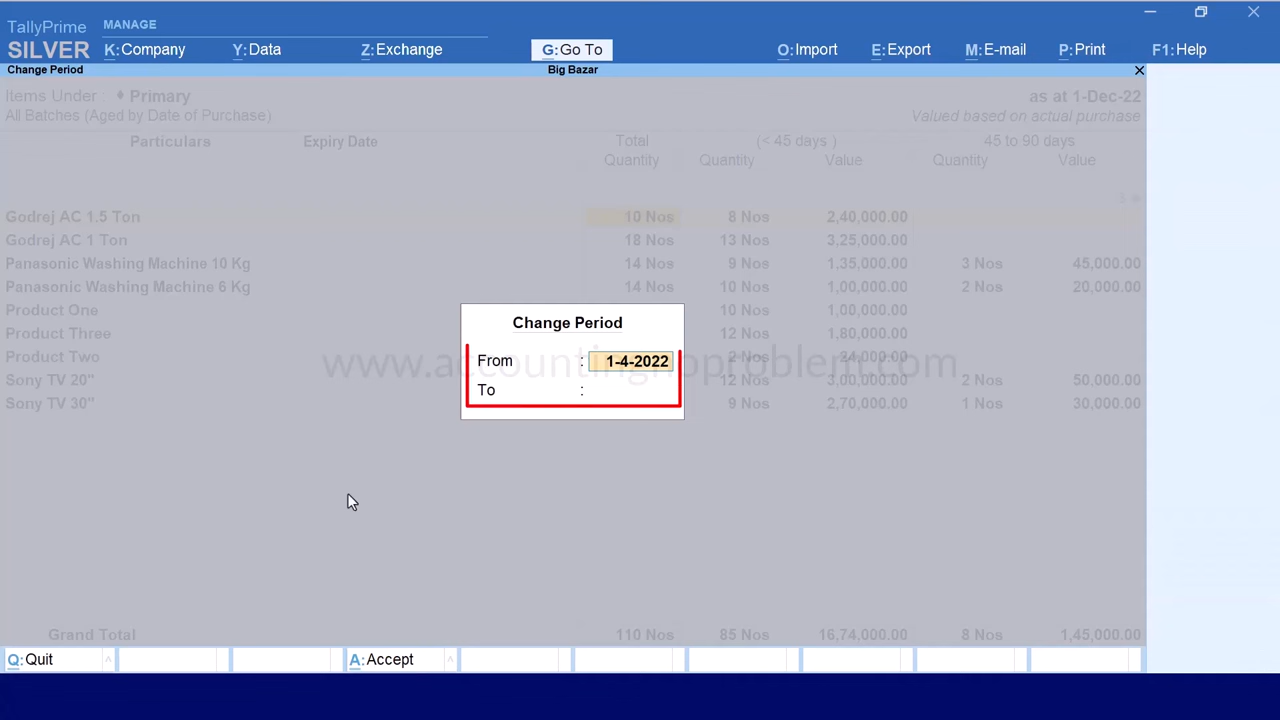 TallyPrime MANAGE
SILVER K:Company Y:Data Z:Exchange G:Go To O:Import E:Export M:E-mail P:Print F1:Help
Change Period Big Bazar
Items Under ♦ Primary as at 1-Dec-22
All Batches (Aged by Date of Purchase) Valued based on actual purchase
Particulars Expiry Date Total (< 45 days ) 45 to 90 days
Quantity Quantity Value Quantity Value
Godrej AC 1.5 Ton 10 Nos 8 Nos 2,40,000.00
Godrej AC 1 Ton 18 Nos 13 Nos 3,25,000.00
Panasonic Washing Machine 10 Kg 14 Nos 9 Nos 1,35,000.00 3 Nos 45,000.00
Panasonic Washing Machine 6 Kg 14 Nos 10 Nos 1,00,000.00 2 Nos 20,000.00
Product One 10 Nos 1,00,000.00
Change Period
Product Three 12 Nos 1,80,000.00
Product Two 2 Nos 24,000.00
From : 1-4-2022
www.accountingnoproblem.com
Sony TV 20" 12 Nos 3,00,000.00 2 Nos 50,000.00
To :
Sony TV 30" 9 Nos 2,70,000.00 1 Nos 30,000.00
Grand Total 110 Nos 85 Nos 16,74,000.00 8 Nos 1,45,000.00
Q:Quit A:Accept